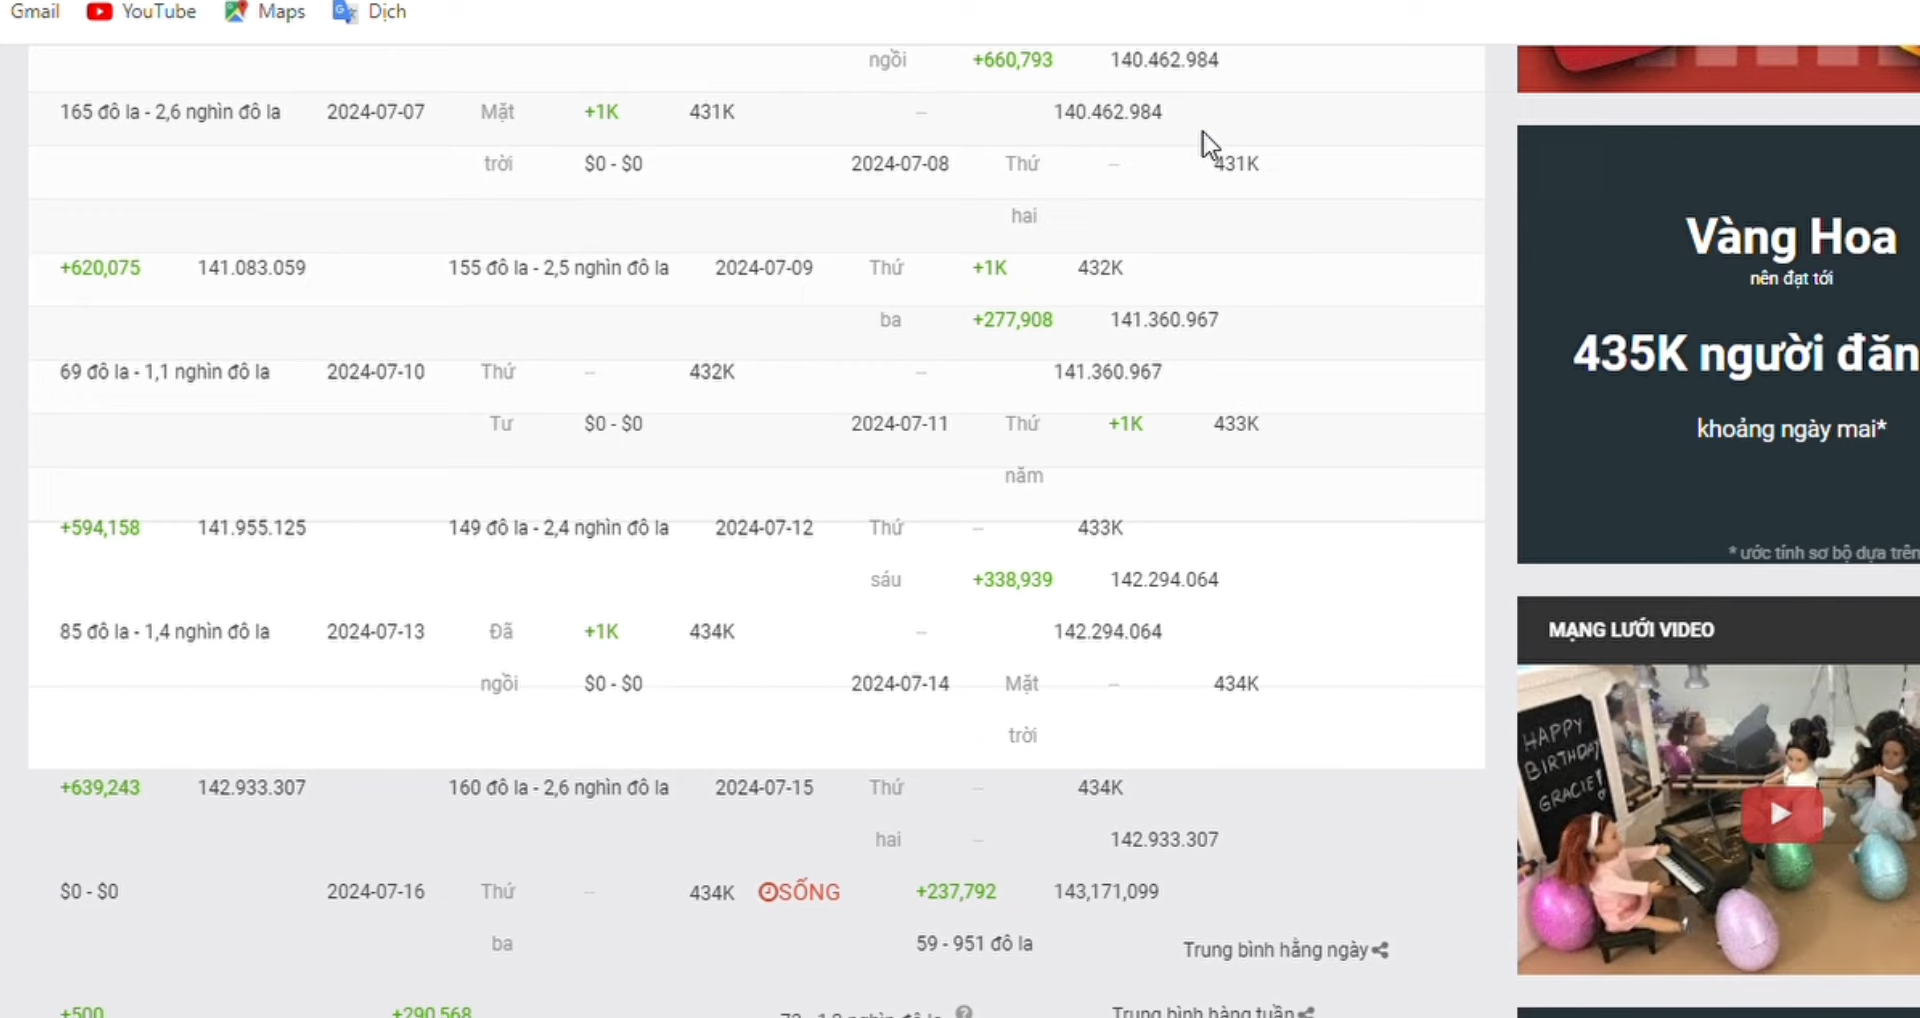 Gmail YouTube Maps Dịch
ngồi +660,793 140.462.984
165 đô la - 2,6 nghìn đô la 2024-07-07 Mặt +1K 431K -- 140.462.984
trời $0 - $0 2024-07-08 Thứ -- 431K
hai
+620,075 141.083.059 155 đô la - 2,5 nghìn đô la 2024-07-09 Thứ +1K 432K
ba +277,908 141.360.967
69 đô la - 1,1 nghìn đô la 2024-07-10 Thứ -- 432K -- 141.360.967
Tư $0 - $0 2024-07-11 Thứ +1K 433K
năm
+594,158 141.955.125 149 đô la - 2,4 nghìn đô la 2024-07-12 Thứ -- 433K
sáu +338,939 142.294.064
85 đô la - 1,4 nghìn đô la 2024-07-13 Đã +1K 434K -- 142.294.064
ngồi $0 - $0 2024-07-14 Mặt -- 434K
trời
+639,243 142.933.307 160 đô la - 2,6 nghìn đô la 2024-07-15 Thứ -- 434K
hai -- 142.933.307
$0 - $0 2024-07-16 Thứ -- 434K SỐNG +237,792 143,171,099
ba 59 - 951 đô la Trung bình hằng ngày
+500 +290,568 Trung bình hàng tuần
Vàng Hoa
nên đạt tới
435K người đăn
khoảng ngày mai*
* ước tính sơ bộ dựa trên
MẠNG LƯỚI VIDEO
HAPPY
BIRTHDAY
GRACIE!